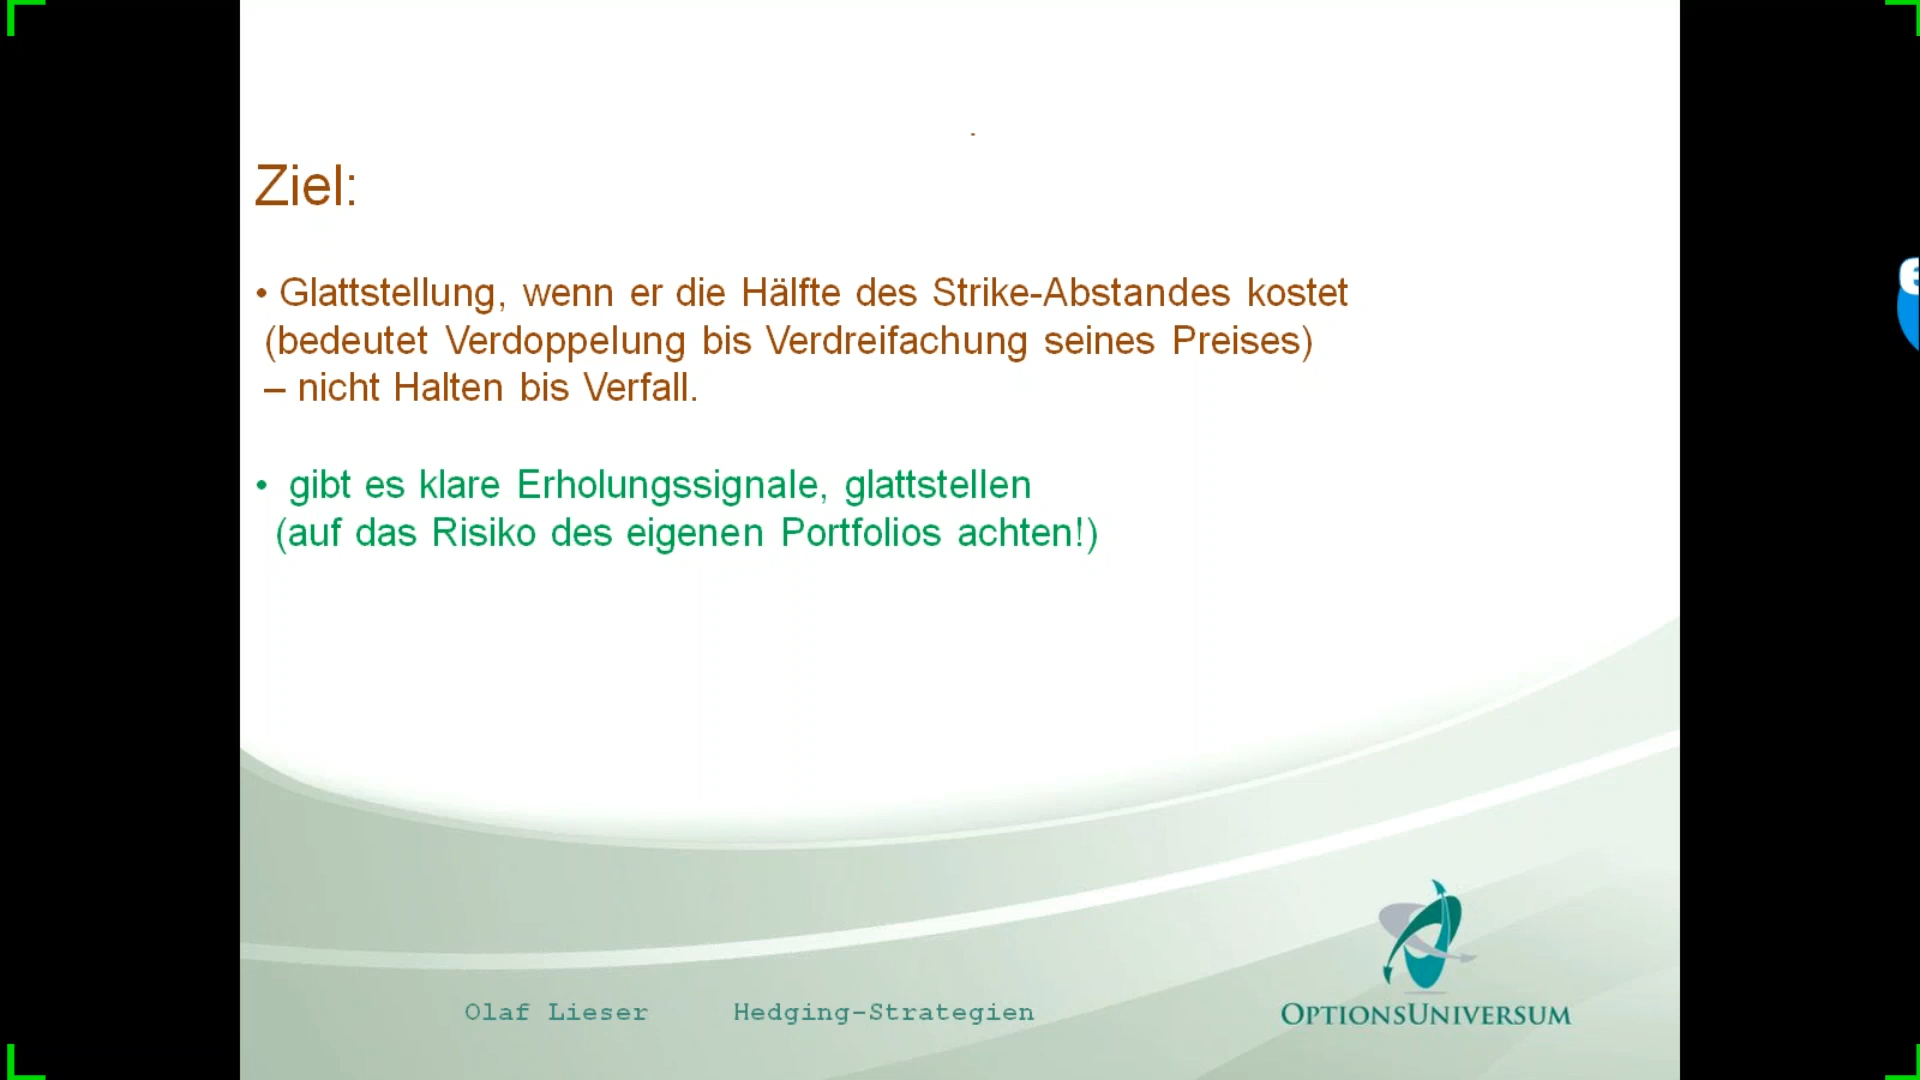 Ziel:
• Glattstellung, wenn er die Hälfte des Strike-Abstandes kostet
(bedeutet Verdoppelung bis Verdreifachung seines Preises)
– nicht Halten bis Verfall.
• gibt es klare Erholungssignale, glattstellen
(auf das Risiko des eigenen Portfolios achten!)
Olaf Lieser Hedging-Strategien
OPTIONSUNIVERSUM